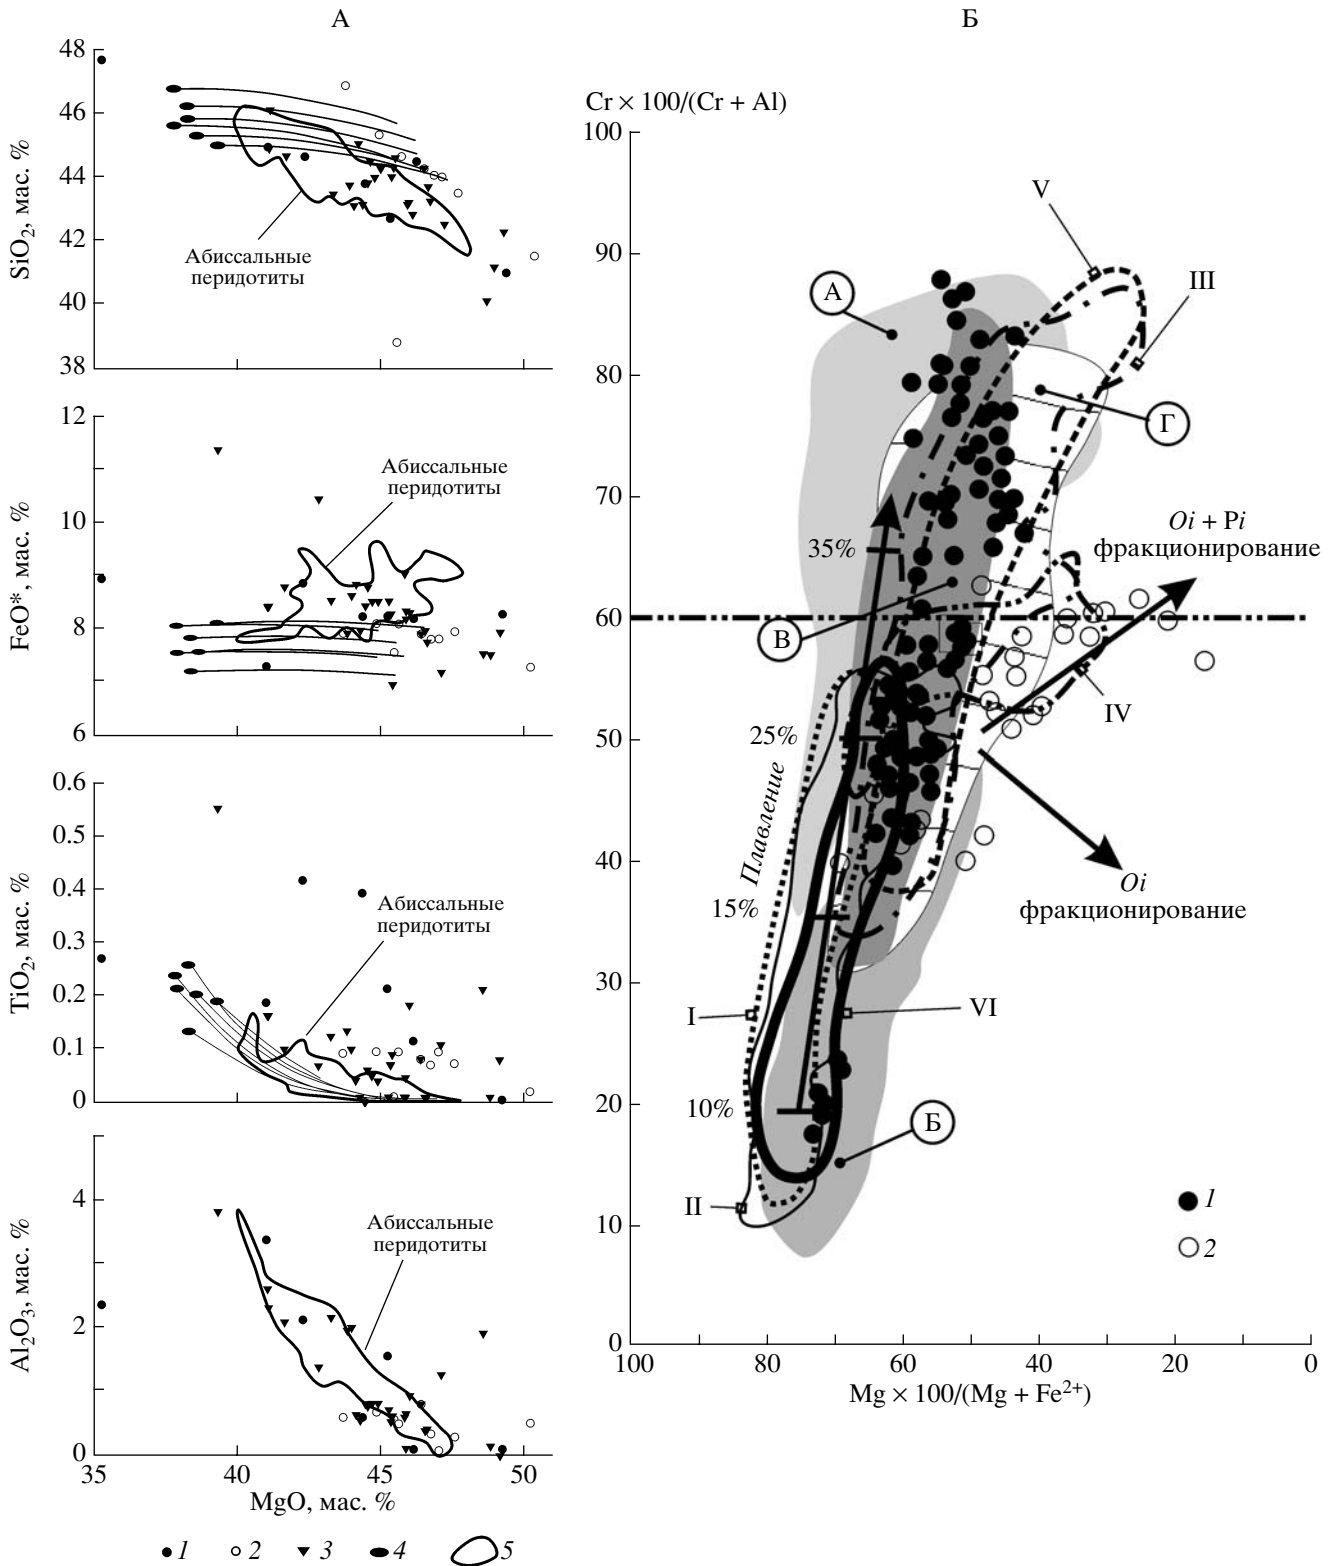 А
SiO2, мас. %
48
46
44
42
40
38
Абиссальные
перидотиты
FeO*, мас. %
12
10
8
6
Абиссальные
перидотиты
TiO2, мас. %
0.6
0.5
0.4
0.3
0.2
0.1
0
Абиссальные
перидотиты
Al2O3, мас. %
4
2
0
Абиссальные
перидотиты
35
40
45
50
MgO, мас. %
1
2
3
4
5
Б
Cr × 100/(Cr + Al)
100
90
80
70
60
50
40
30
20
10
0
V
III
А
Г
35%
Oi + Pi
фракционирование
В
IV
25%
Плавление
Oi
фракционирование
15%
I
VI
10%
Б
II
1
2
100
80
60
40
20
0
Mg × 100/(Mg + Fe2+)